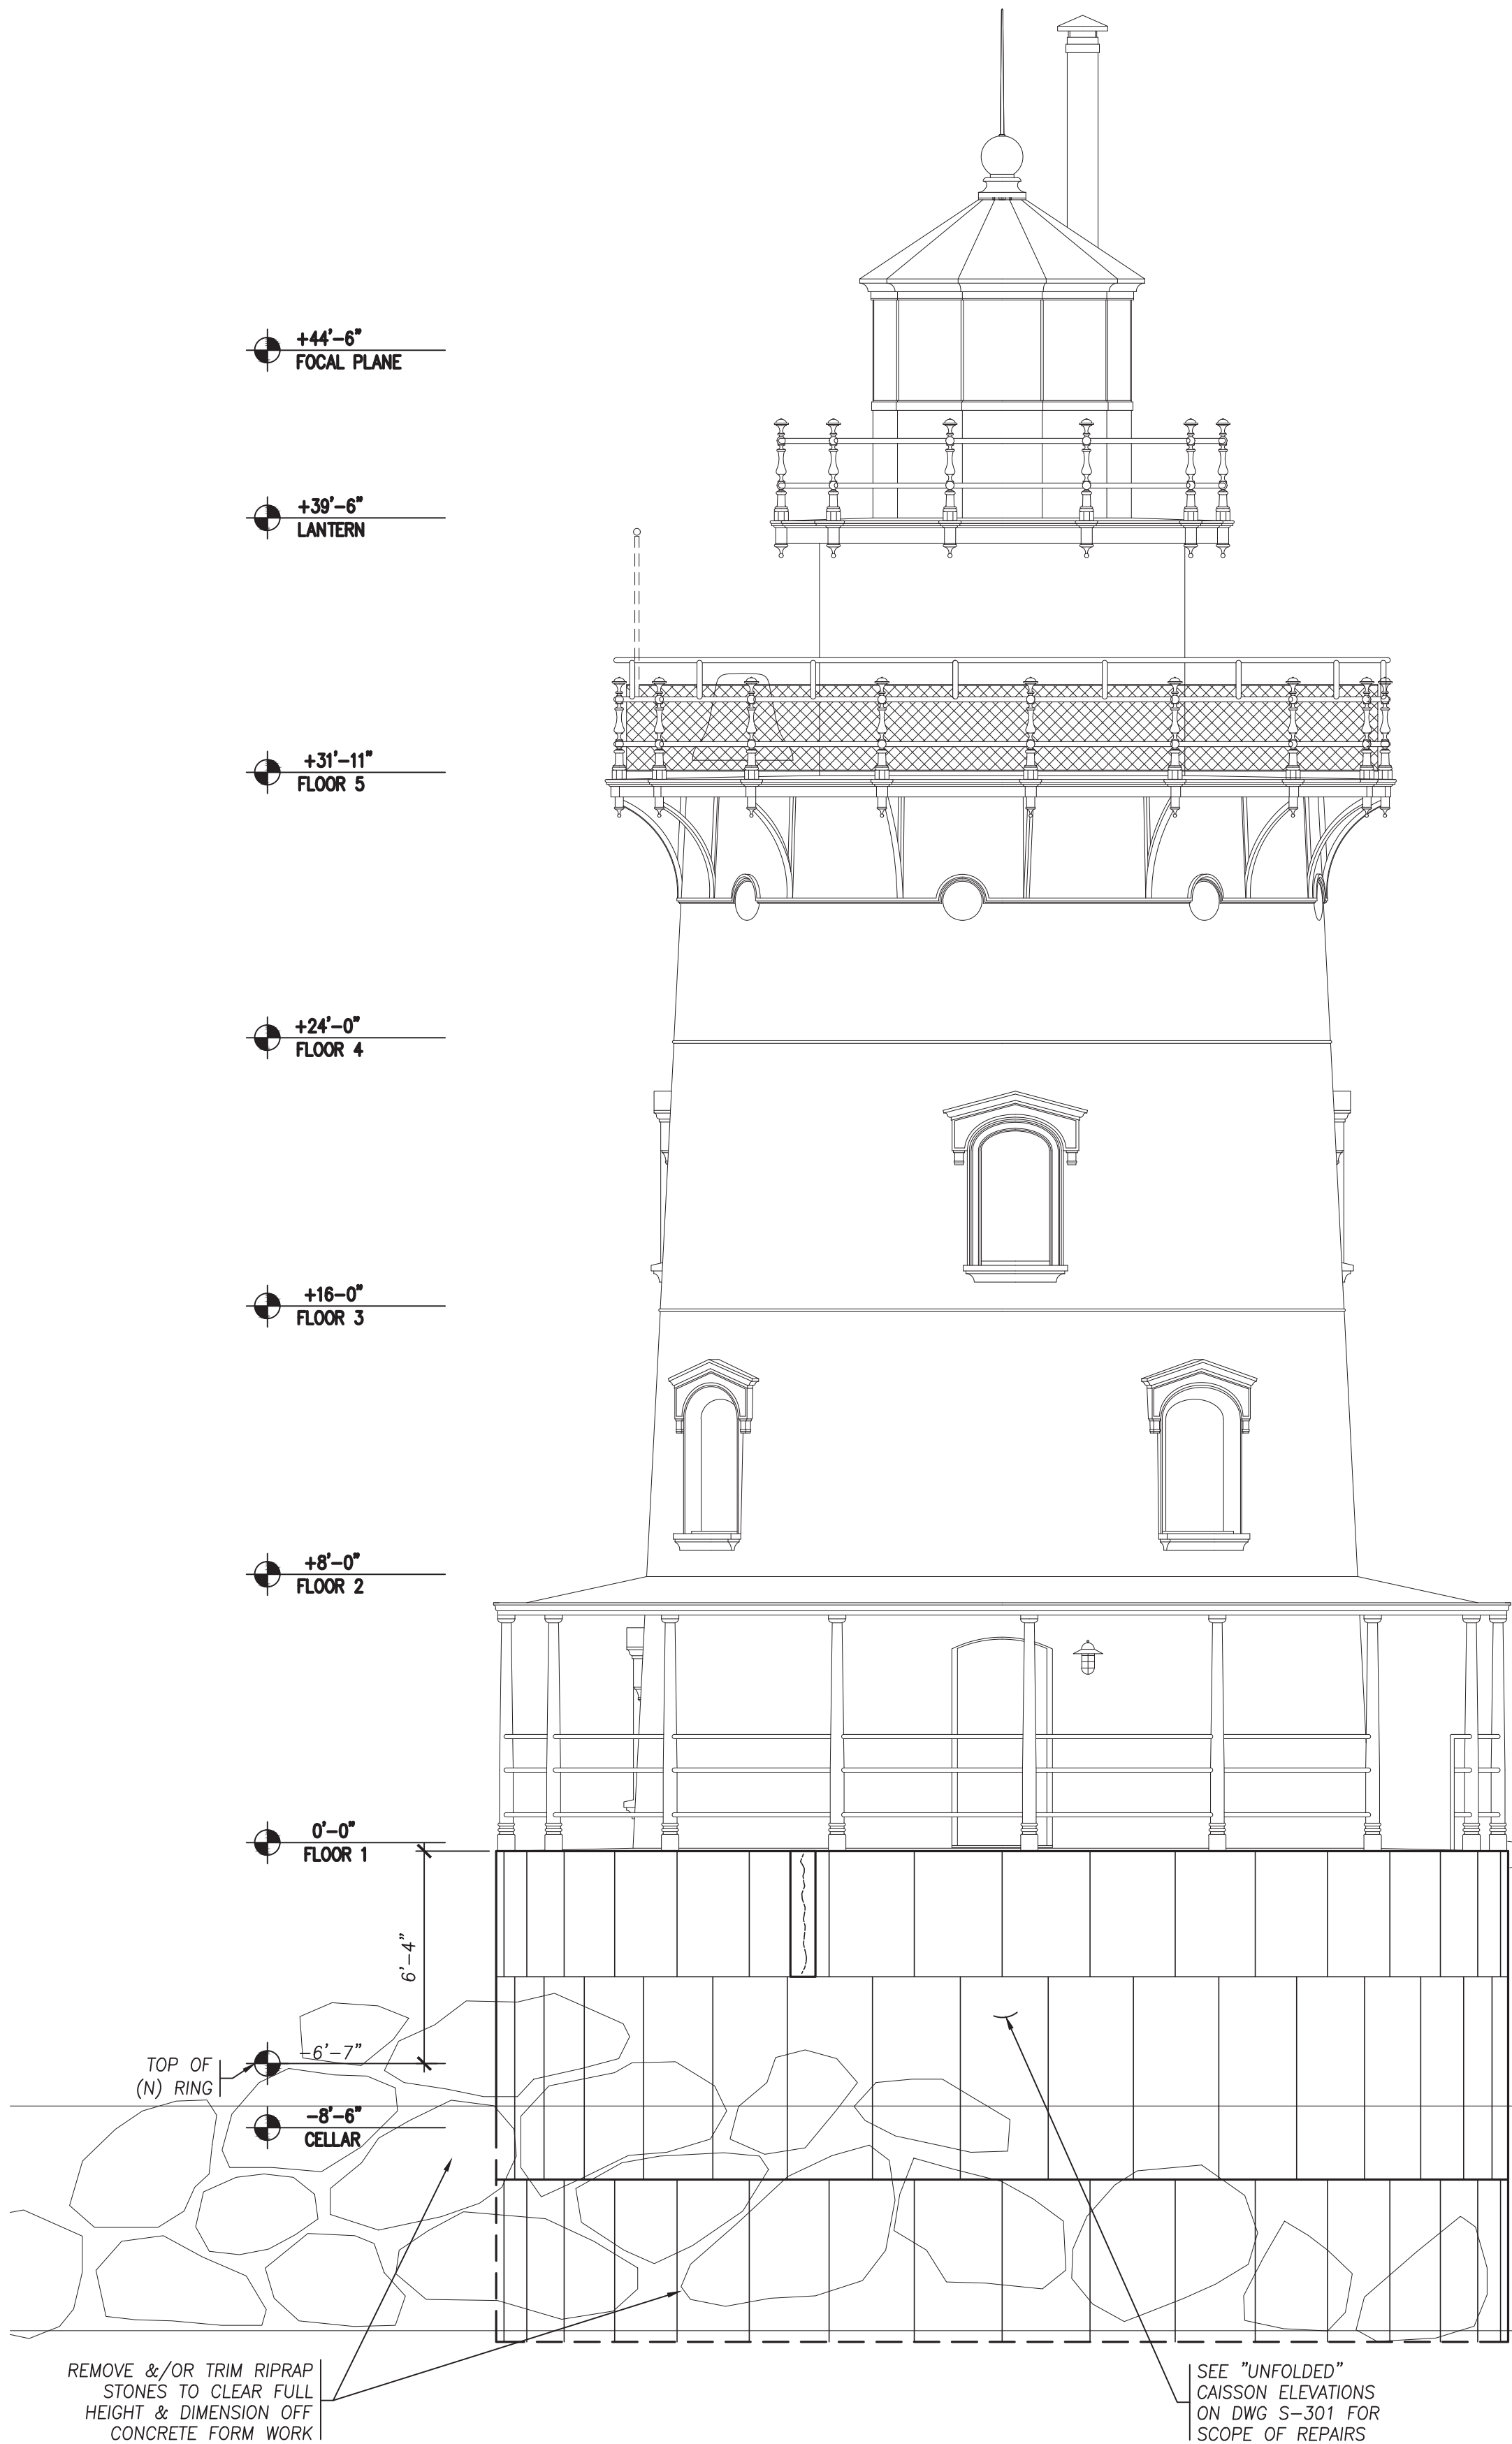 +44'-6"
FOCAL PLANE
+39'-6"
LANTERN
+31'-11"
FLOOR 5
+24'-0"
FLOOR 4
+16-0"
FLOOR 3
+8'-0"
FLOOR 2
0'-0"
FLOOR 1
6'-4"
-6'-7"
TOP OF
(N) RING
-8'-6"
CELLAR
REMOVE &/OR TRIM RIPRAP
STONES TO CLEAR FULL
HEIGHT & DIMENSION OFF
CONCRETE FORM WORK
SEE "UNFOLDED"
CAISSON ELEVATIONS
ON DWG S-301 FOR
SCOPE OF REPAIRS